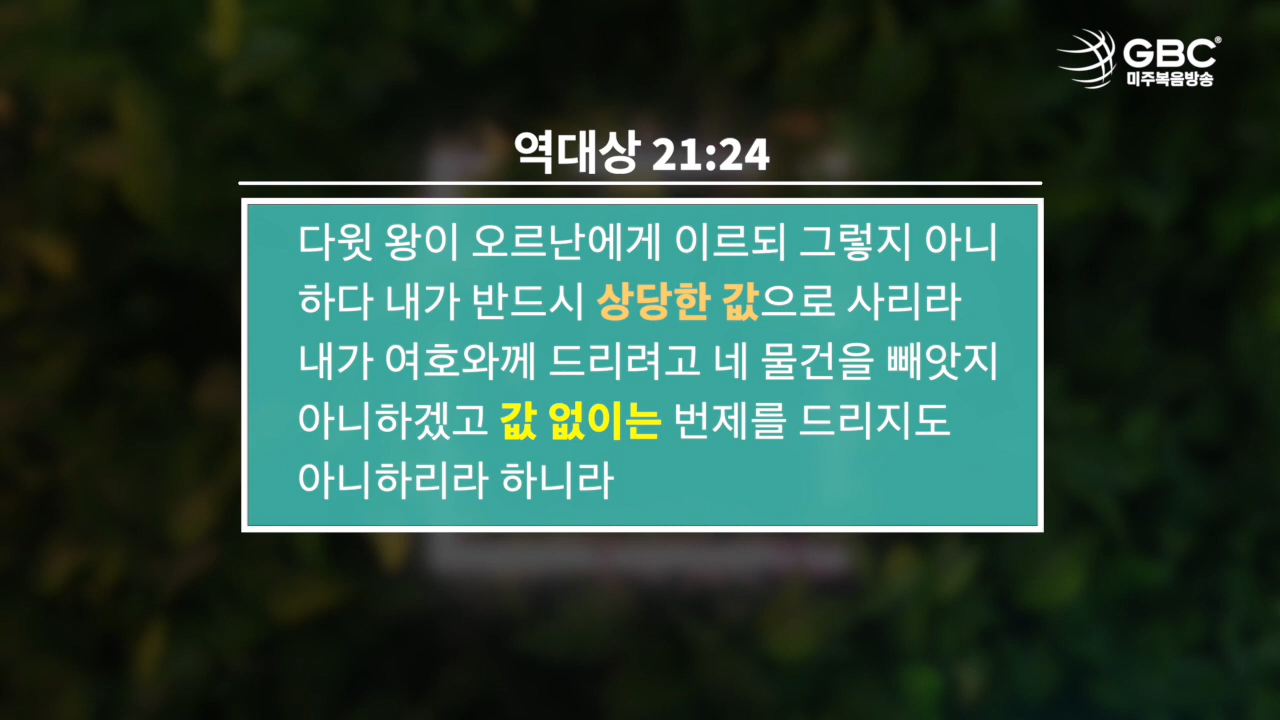 GBC®
미주복음방송
역대상 21:24
다윗 왕이 오르난에게 이르되 그렇지 아니
하다 내가 반드시 상당한 값으로 사리라
내가 여호와께 드리려고 네 물건을 빼앗지
아니하겠고 값 없이는 번제를 드리지도
아니하리라 하니라